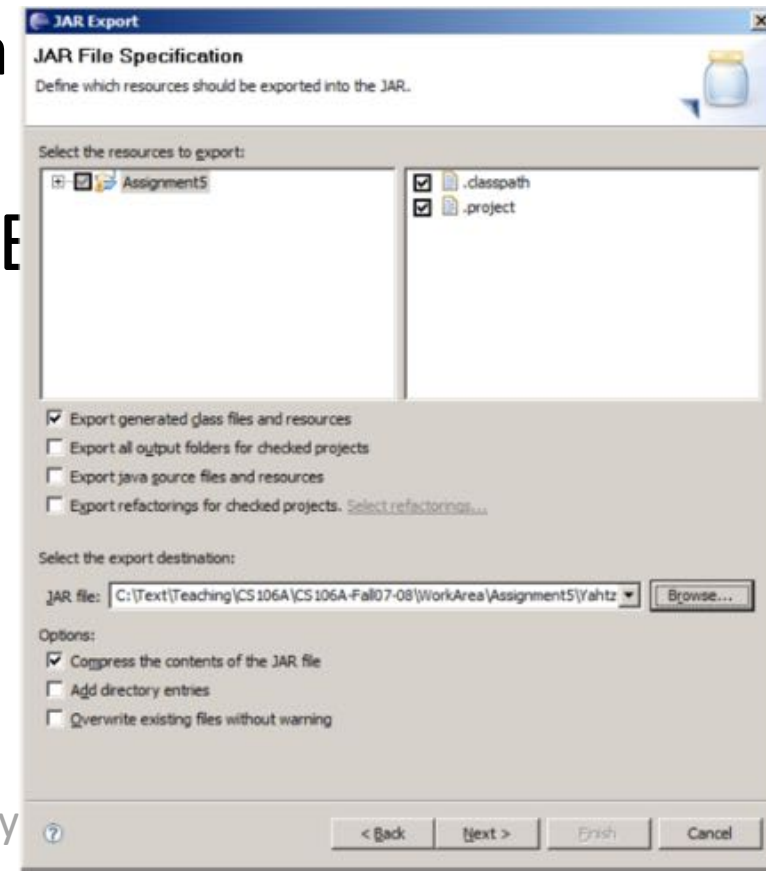 JAR Export
JAR File Specification
Define which resources should be exported into the JAR.
Select the resources to export:
Assignment5
.classpath
.project
E
Export generated class files and resources
Export all output folders for checked projects
Export java source files and resources
Export refactorings for checked projects. Select refactorings...
Select the export destination:
JAR file: C:\Text\Teaching\CS106A\CS106A-Fall07-08\WorkArea\Assignment5\Yahtz Browse...
Options:
Compress the contents of the JAR file
Add directory entries
Overwrite existing files without warning
y
? < Back Next > Finish Cancel